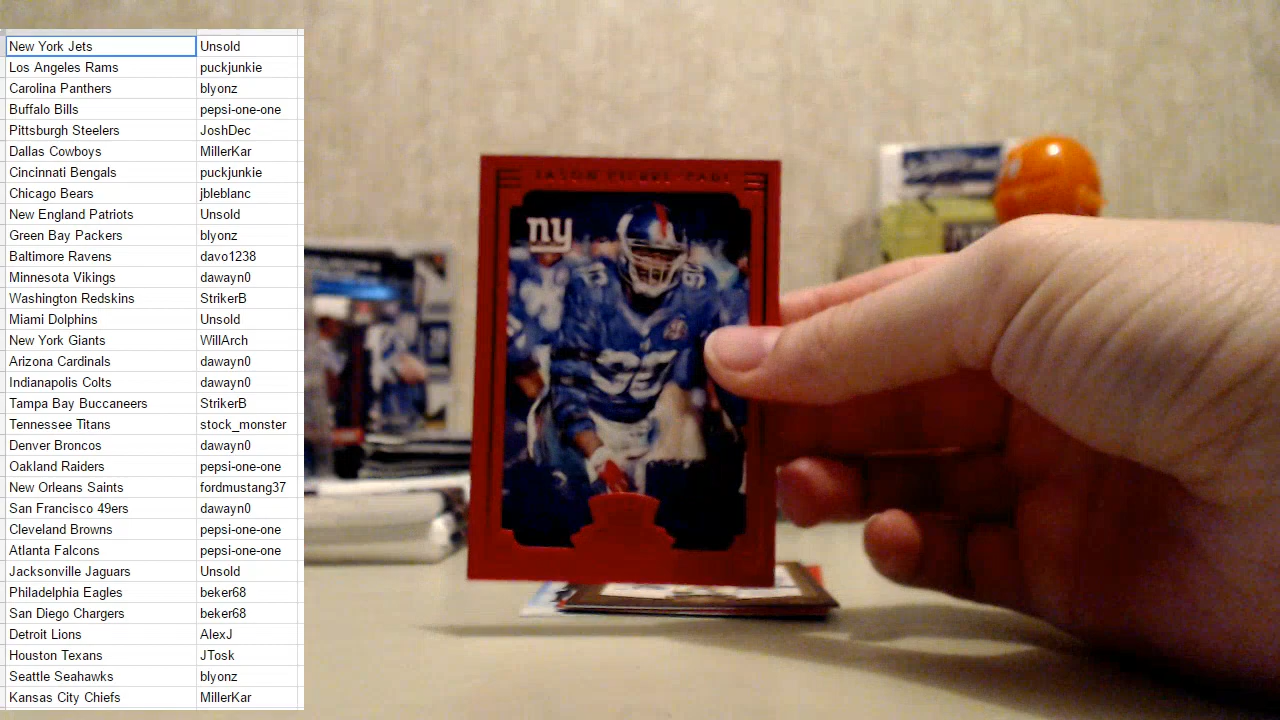 New York Jets Unsold
Los Angeles Rams puckjunkie
Carolina Panthers blyonz
Buffalo Bills pepsi-one-one
Pittsburgh Steelers JoshDec
Dallas Cowboys MillerKar
Cincinnati Bengals puckjunkie
Chicago Bears jbleblanc
New England Patriots Unsold
Green Bay Packers blyonz
Baltimore Ravens davo1238
Minnesota Vikings dawayn0
Washington Redskins StrikerB
Miami Dolphins Unsold
New York Giants WillArch
Arizona Cardinals dawayn0
Indianapolis Colts dawayn0
Tampa Bay Buccaneers StrikerB
Tennessee Titans stock_monster
Denver Broncos dawayn0
Oakland Raiders pepsi-one-one
New Orleans Saints fordmustang37
San Francisco 49ers dawayn0
Cleveland Browns pepsi-one-one
Atlanta Falcons pepsi-one-one
Jacksonville Jaguars Unsold
Philadelphia Eagles beker68
San Diego Chargers beker68
Detroit Lions AlexJ
Houston Texans JTosk
Seattle Seahawks blyonz
Kansas City Chiefs MillerKar
JASON PIERRE-PAUL
ny
90